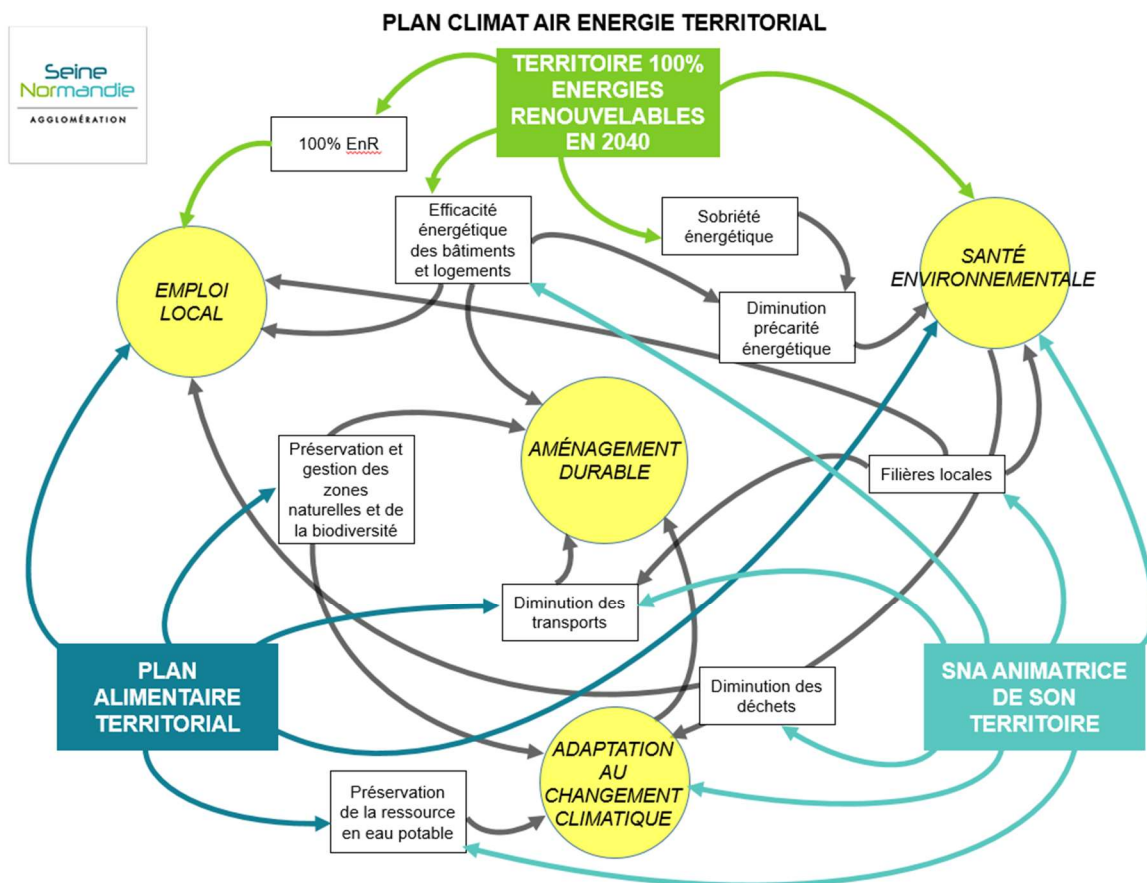 PLAN CLIMAT AIR ENERGIE TERRITORIAL
Seine
Normandie
AGGLOMÉRATION
TERRITOIRE 100%
ENERGIES
RENOUVELABLES
EN 2040
100% EnR
Efficacité
énergétique
des bâtiments
et logements
Sobriété
énergétique
SANTÉ
ENVIRONNEMENTALE
EMPLOI
LOCAL
Diminution
précarité
énergétique
AMÉNAGEMENT
DURABLE
Préservation et
gestion des
zones
naturelles et de
la biodiversité
Filières locales
Diminution des
transports
PLAN
ALIMENTAIRE
TERRITORIAL
Diminution des
déchets
SNA ANIMATRICE
DE SON
TERRITOIRE
ADAPTATION
AU
CHANGEMENT
CLIMATIQUE
Préservation
de la ressource
en eau potable